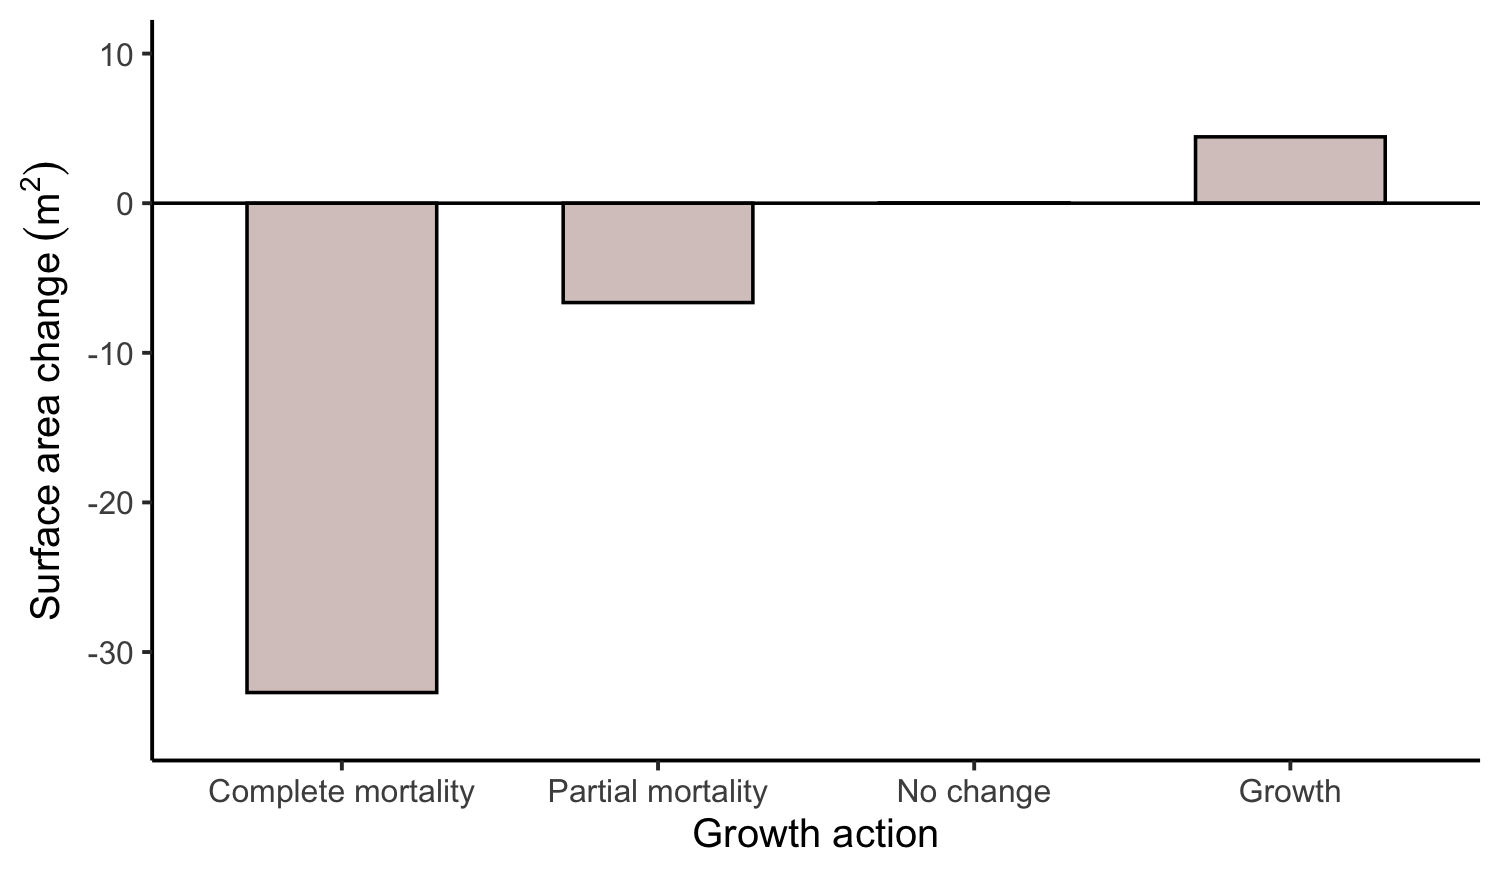 Surface area change (m²)
10
0
-10
-20
-30
Complete mortality
Partial mortality
No change
Growth
Growth action